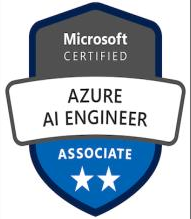 Microsoft
CERTIFIED
AZURE
AI ENGINEER
ASSOCIATE